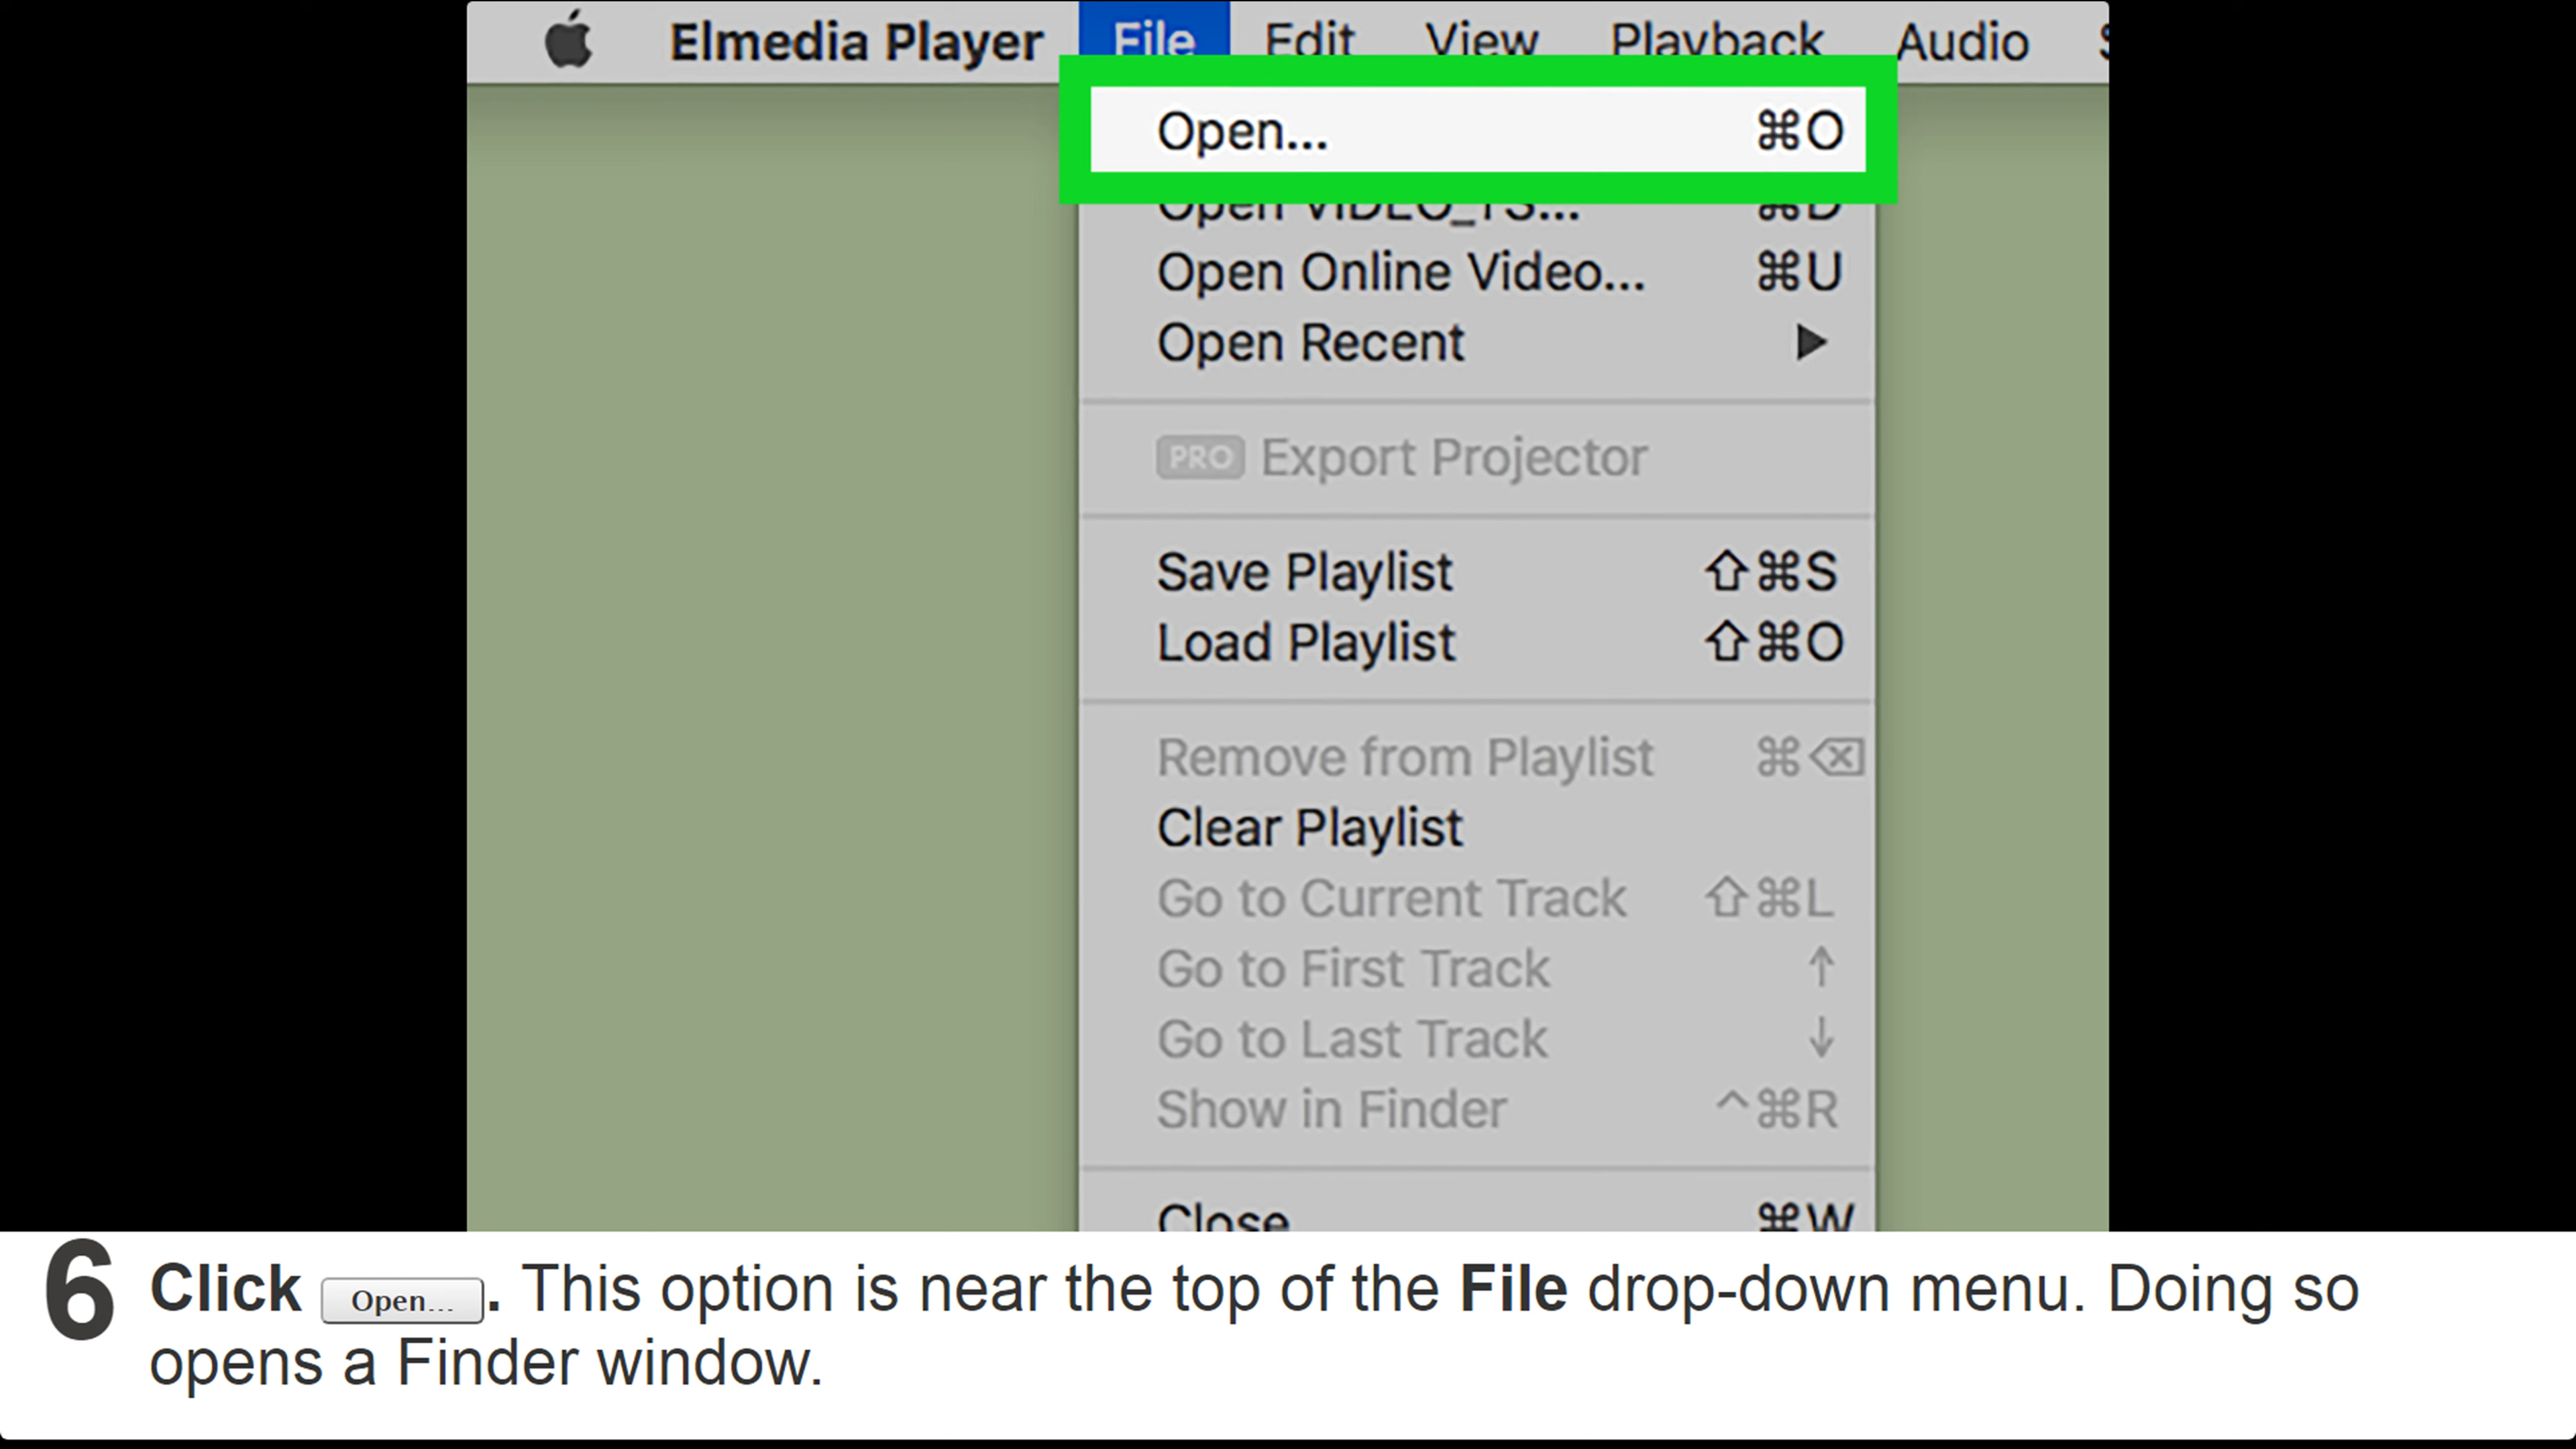 Elmedia Player File Edit View Playback Audio
Open... ⌘O
Open VIDEO_TS... ⌘D
Open Online Video... ⌘U
Open Recent ▶
PRO Export Projector
Save Playlist ⇧⌘S
Load Playlist ⇧⌘O
Remove from Playlist ⌘⌫
Clear Playlist
Go to Current Track ⇧⌘L
Go to First Track ↑
Go to Last Track ↓
Show in Finder ^⌘R
Close ⌘W
6 Click Open... . This option is near the top of the File drop-down menu. Doing so
opens a Finder window.